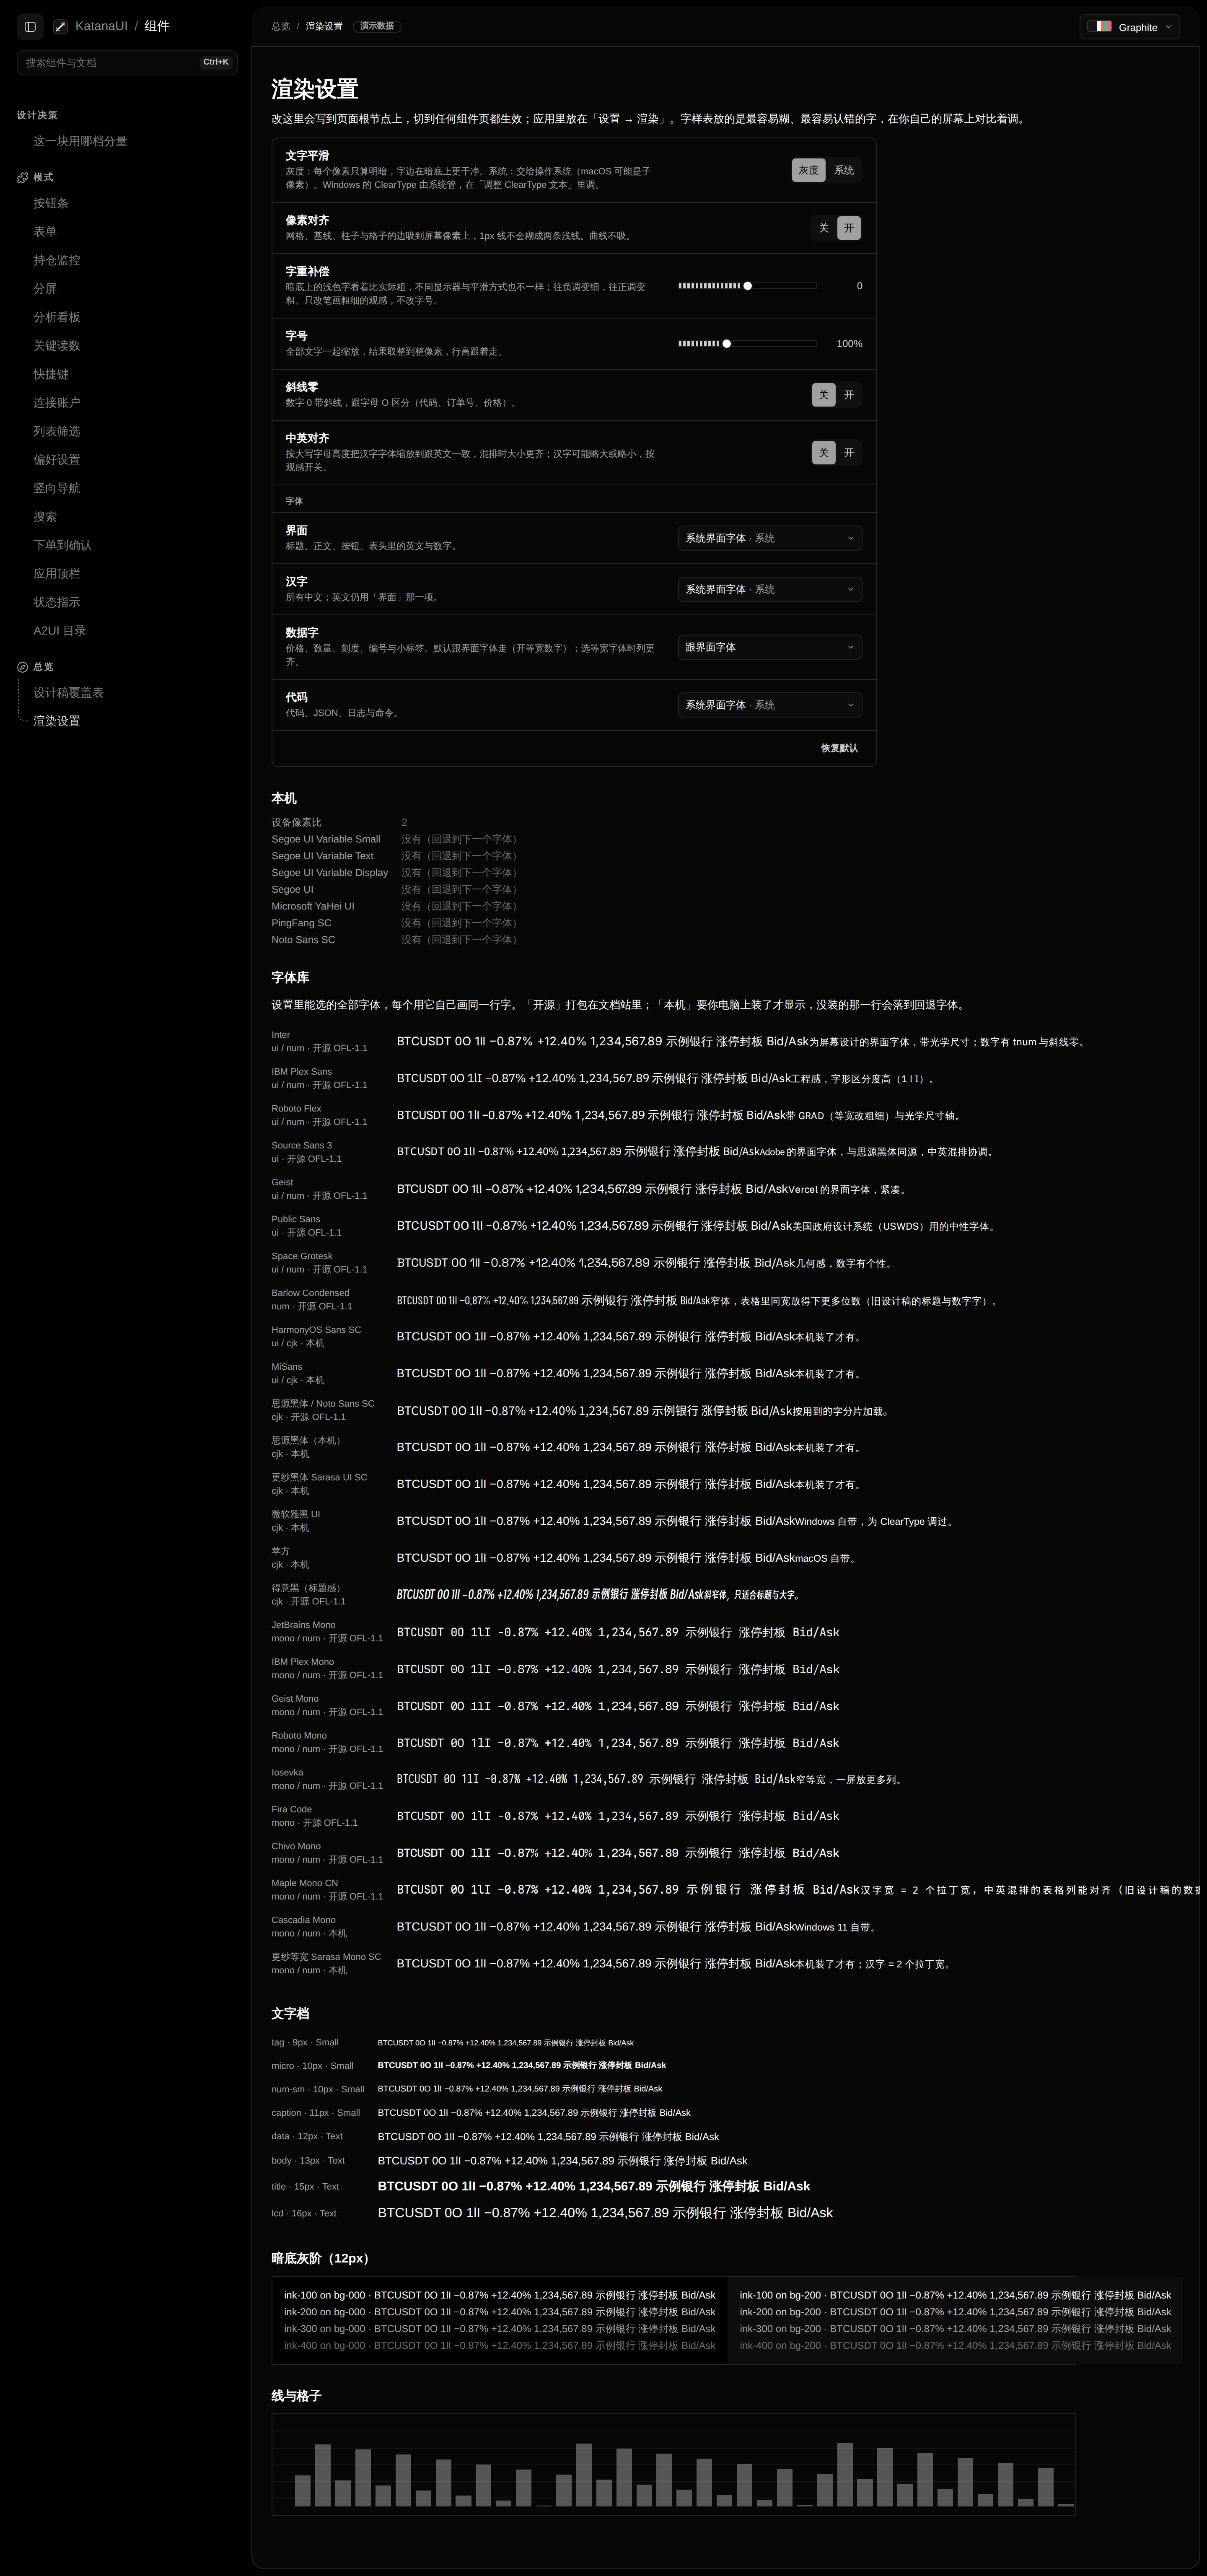 KatanaUI / 组件
搜索组件与文档 Ctrl+K
设计决策
这一块用哪档分量
模式
按钮条
表单
持仓监控
分屏
分析看板
关键读数
快捷键
连接账户
列表筛选
偏好设置
竖向导航
搜索
下单到确认
应用顶栏
状态指示
A2UI 目录
总览
设计稿覆盖表
渲染设置
总览 / 渲染设置 演示数据
Graphite
渲染设置
改这里会写到页面根节点上，切到任何组件页都生效；应用里放在「设置 → 渲染」。字样表放的是最容易糊、最容易认错的字，在你自己的屏幕上对比着调。
文字平滑
灰度：每个像素只算明暗，字边在暗底上更干净。系统：交给操作系统（macOS 可能是子
像素）。Windows 的 ClearType 由系统管，在「调整 ClearType 文本」里调。
灰度 系统
像素对齐
网格、基线、柱子与格子的边吸到屏幕像素上，1px 线不会糊成两条浅线。曲线不吸。
关 开
字重补偿
暗底上的浅色字看着比实际粗，不同显示器与平滑方式也不一样；往负调变细，往正调变
粗。只改笔画粗细的观感，不改字号。
0
字号
全部文字一起缩放，结果取整到整像素，行高跟着走。
100%
斜线零
数字 0 带斜线，跟字母 O 区分（代码、订单号、价格）。
关 开
中英对齐
按大写字母高度把汉字字体缩放到跟英文一致，混排时大小更齐；汉字可能略大或略小，按
观感开关。
关 开
字体
界面
标题、正文、按钮、表头里的英文与数字。
系统界面字体 · 系统
汉字
所有中文；英文仍用「界面」那一项。
系统界面字体 · 系统
数据字
价格、数量、刻度、编号与小标签。默认跟界面字体走（开等宽数字）；选等宽字体时列更
齐。
跟界面字体
代码
代码、JSON、日志与命令。
系统界面字体 · 系统
恢复默认
本机
设备像素比 2
Segoe UI Variable Small 没有（回退到下一个字体）
Segoe UI Variable Text 没有（回退到下一个字体）
Segoe UI Variable Display 没有（回退到下一个字体）
Segoe UI 没有（回退到下一个字体）
Microsoft YaHei UI 没有（回退到下一个字体）
PingFang SC 没有（回退到下一个字体）
Noto Sans SC 没有（回退到下一个字体）
字体库
设置里能选的全部字体，每个用它自己画同一行字。「开源」打包在文档站里；「本机」要你电脑上装了才显示，没装的那一行会落到回退字体。
Inter
ui / num · 开源 OFL-1.1
BTCUSDT 0O 1lI −0.87% +12.40% 1,234,567.89 示例银行 涨停封板 Bid/Ask为屏幕设计的界面字体，带光学尺寸；数字有 tnum 与斜线零。
IBM Plex Sans
ui / num · 开源 OFL-1.1
BTCUSDT 0O 1lI −0.87% +12.40% 1,234,567.89 示例银行 涨停封板 Bid/Ask工程感，字形区分度高（1 l I）。
Roboto Flex
ui / num · 开源 OFL-1.1
BTCUSDT 0O 1lI −0.87% +12.40% 1,234,567.89 示例银行 涨停封板 Bid/Ask带 GRAD（等宽改粗细）与光学尺寸轴。
Source Sans 3
ui · 开源 OFL-1.1
BTCUSDT 0O 1lI −0.87% +12.40% 1,234,567.89 示例银行 涨停封板 Bid/AskAdobe 的界面字体，与思源黑体同源，中英混排协调。
Geist
ui / num · 开源 OFL-1.1
BTCUSDT 0O 1lI −0.87% +12.40% 1,234,567.89 示例银行 涨停封板 Bid/AskVercel 的界面字体，紧凑。
Public Sans
ui · 开源 OFL-1.1
BTCUSDT 0O 1lI −0.87% +12.40% 1,234,567.89 示例银行 涨停封板 Bid/Ask美国政府设计系统（USWDS）用的中性字体。
Space Grotesk
ui / num · 开源 OFL-1.1
BTCUSDT 0O 1lI −0.87% +12.40% 1,234,567.89 示例银行 涨停封板 Bid/Ask几何感，数字有个性。
Barlow Condensed
num · 开源 OFL-1.1
BTCUSDT 0O 1lI −0.87% +12.40% 1,234,567.89 示例银行 涨停封板 Bid/Ask窄体，表格里同宽放得下更多位数（旧设计稿的标题与数字字）。
HarmonyOS Sans SC
ui / cjk · 本机
BTCUSDT 0O 1lI −0.87% +12.40% 1,234,567.89 示例银行 涨停封板 Bid/Ask本机装了才有。
MiSans
ui / cjk · 本机
BTCUSDT 0O 1lI −0.87% +12.40% 1,234,567.89 示例银行 涨停封板 Bid/Ask本机装了才有。
思源黑体 / Noto Sans SC
cjk · 开源 OFL-1.1
BTCUSDT 0O 1lI −0.87% +12.40% 1,234,567.89 示例银行 涨停封板 Bid/Ask按用到的字分片加载。
思源黑体（本机）
cjk · 本机
BTCUSDT 0O 1lI −0.87% +12.40% 1,234,567.89 示例银行 涨停封板 Bid/Ask本机装了才有。
更纱黑体 Sarasa UI SC
cjk · 本机
BTCUSDT 0O 1lI −0.87% +12.40% 1,234,567.89 示例银行 涨停封板 Bid/Ask本机装了才有。
微软雅黑 UI
cjk · 本机
BTCUSDT 0O 1lI −0.87% +12.40% 1,234,567.89 示例银行 涨停封板 Bid/AskWindows 自带，为 ClearType 调过。
苹方
cjk · 本机
BTCUSDT 0O 1lI −0.87% +12.40% 1,234,567.89 示例银行 涨停封板 Bid/AskmacOS 自带。
得意黑（标题感）
cjk · 开源 OFL-1.1
BTCUSDT 0O 1lI −0.87% +12.40% 1,234,567.89 示例银行 涨停封板 Bid/Ask斜窄体，只适合标题与大字。
JetBrains Mono
mono / num · 开源 OFL-1.1
BTCUSDT 0O 1lI −0.87% +12.40% 1,234,567.89 示例银行 涨停封板 Bid/Ask
IBM Plex Mono
mono / num · 开源 OFL-1.1
BTCUSDT 0O 1lI −0.87% +12.40% 1,234,567.89 示例银行 涨停封板 Bid/Ask
Geist Mono
mono / num · 开源 OFL-1.1
BTCUSDT 0O 1lI −0.87% +12.40% 1,234,567.89 示例银行 涨停封板 Bid/Ask
Roboto Mono
mono / num · 开源 OFL-1.1
BTCUSDT 0O 1lI −0.87% +12.40% 1,234,567.89 示例银行 涨停封板 Bid/Ask
Iosevka
mono / num · 开源 OFL-1.1
BTCUSDT 0O 1lI −0.87% +12.40% 1,234,567.89 示例银行 涨停封板 Bid/Ask窄等宽，一屏放更多列。
Fira Code
mono · 开源 OFL-1.1
BTCUSDT 0O 1lI −0.87% +12.40% 1,234,567.89 示例银行 涨停封板 Bid/Ask
Chivo Mono
mono / num · 开源 OFL-1.1
BTCUSDT 0O 1lI −0.87% +12.40% 1,234,567.89 示例银行 涨停封板 Bid/Ask
Maple Mono CN
mono / num · 开源 OFL-1.1
BTCUSDT 0O 1lI −0.87% +12.40% 1,234,567.89 示例银行 涨停封板 Bid/Ask汉字宽 = 2 个拉丁宽，中英混排的表格列能对齐（旧设计稿的数
Cascadia Mono
mono / num · 本机
BTCUSDT 0O 1lI −0.87% +12.40% 1,234,567.89 示例银行 涨停封板 Bid/AskWindows 11 自带。
更纱等宽 Sarasa Mono SC
mono / num · 本机
BTCUSDT 0O 1lI −0.87% +12.40% 1,234,567.89 示例银行 涨停封板 Bid/Ask本机装了才有；汉字 = 2 个拉丁宽。
文字档
tag · 9px · Small BTCUSDT 0O 1lI −0.87% +12.40% 1,234,567.89 示例银行 涨停封板 Bid/Ask
micro · 10px · Small BTCUSDT 0O 1lI −0.87% +12.40% 1,234,567.89 示例银行 涨停封板 Bid/Ask
num-sm · 10px · Small BTCUSDT 0O 1lI −0.87% +12.40% 1,234,567.89 示例银行 涨停封板 Bid/Ask
caption · 11px · Small BTCUSDT 0O 1lI −0.87% +12.40% 1,234,567.89 示例银行 涨停封板 Bid/Ask
data · 12px · Text BTCUSDT 0O 1lI −0.87% +12.40% 1,234,567.89 示例银行 涨停封板 Bid/Ask
body · 13px · Text BTCUSDT 0O 1lI −0.87% +12.40% 1,234,567.89 示例银行 涨停封板 Bid/Ask
title · 15px · Text BTCUSDT 0O 1lI −0.87% +12.40% 1,234,567.89 示例银行 涨停封板 Bid/Ask
lcd · 16px · Text BTCUSDT 0O 1lI −0.87% +12.40% 1,234,567.89 示例银行 涨停封板 Bid/Ask
暗底灰阶（12px）
ink-100 on bg-000 · BTCUSDT 0O 1lI −0.87% +12.40% 1,234,567.89 示例银行 涨停封板 Bid/Ask
ink-200 on bg-000 · BTCUSDT 0O 1lI −0.87% +12.40% 1,234,567.89 示例银行 涨停封板 Bid/Ask
ink-300 on bg-000 · BTCUSDT 0O 1lI −0.87% +12.40% 1,234,567.89 示例银行 涨停封板 Bid/Ask
ink-400 on bg-000 · BTCUSDT 0O 1lI −0.87% +12.40% 1,234,567.89 示例银行 涨停封板 Bid/Ask
ink-100 on bg-200 · BTCUSDT 0O 1lI −0.87% +12.40% 1,234,567.89 示例银行 涨停封板 Bid/Ask
ink-200 on bg-200 · BTCUSDT 0O 1lI −0.87% +12.40% 1,234,567.89 示例银行 涨停封板 Bid/Ask
ink-300 on bg-200 · BTCUSDT 0O 1lI −0.87% +12.40% 1,234,567.89 示例银行 涨停封板 Bid/Ask
ink-400 on bg-200 · BTCUSDT 0O 1lI −0.87% +12.40% 1,234,567.89 示例银行 涨停封板 Bid/Ask
线与格子